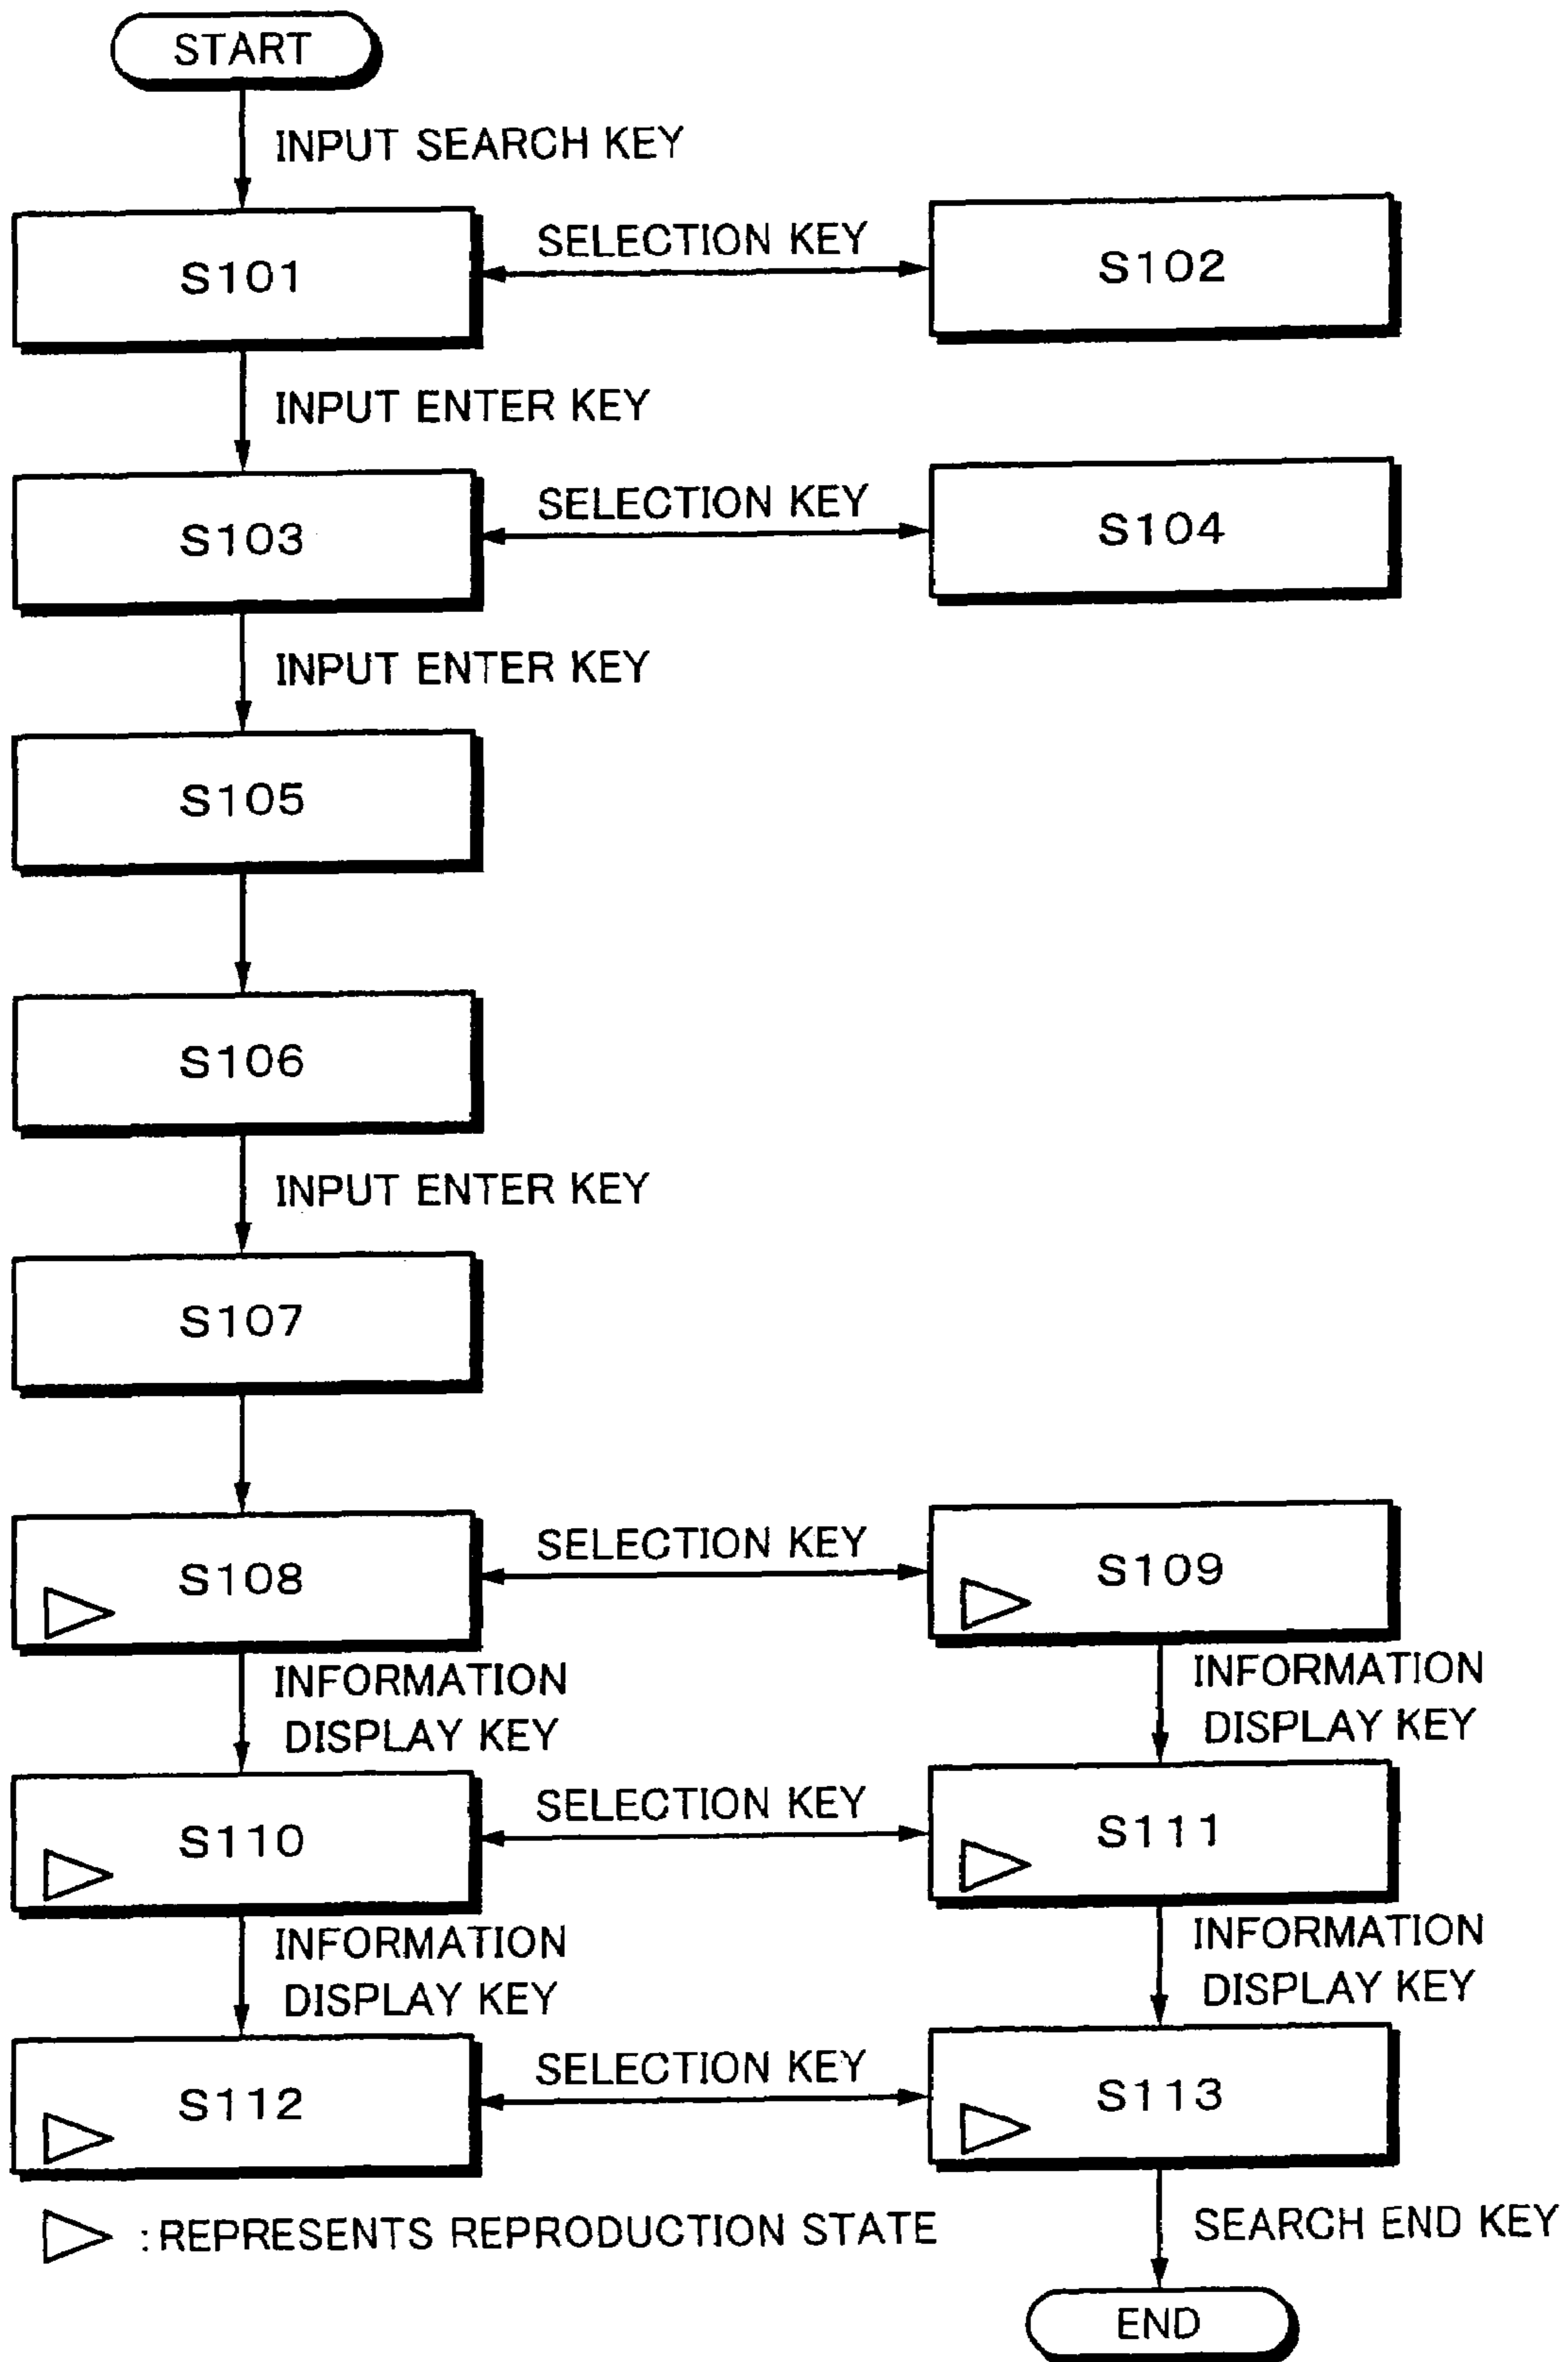 START
INPUT SEARCH KEY
S101
SELECTION KEY
S102
INPUT ENTER KEY
S103
SELECTION KEY
S104
INPUT ENTER KEY
S105
S106
INPUT ENTER KEY
S107
S108
SELECTION KEY
S109
INFORMATION
DISPLAY KEY
INFORMATION
DISPLAY KEY
S110
SELECTION KEY
S111
INFORMATION
DISPLAY KEY
INFORMATION
DISPLAY KEY
S112
SELECTION KEY
S113
:REPRESENTS REPRODUCTION STATE
SEARCH END KEY
END